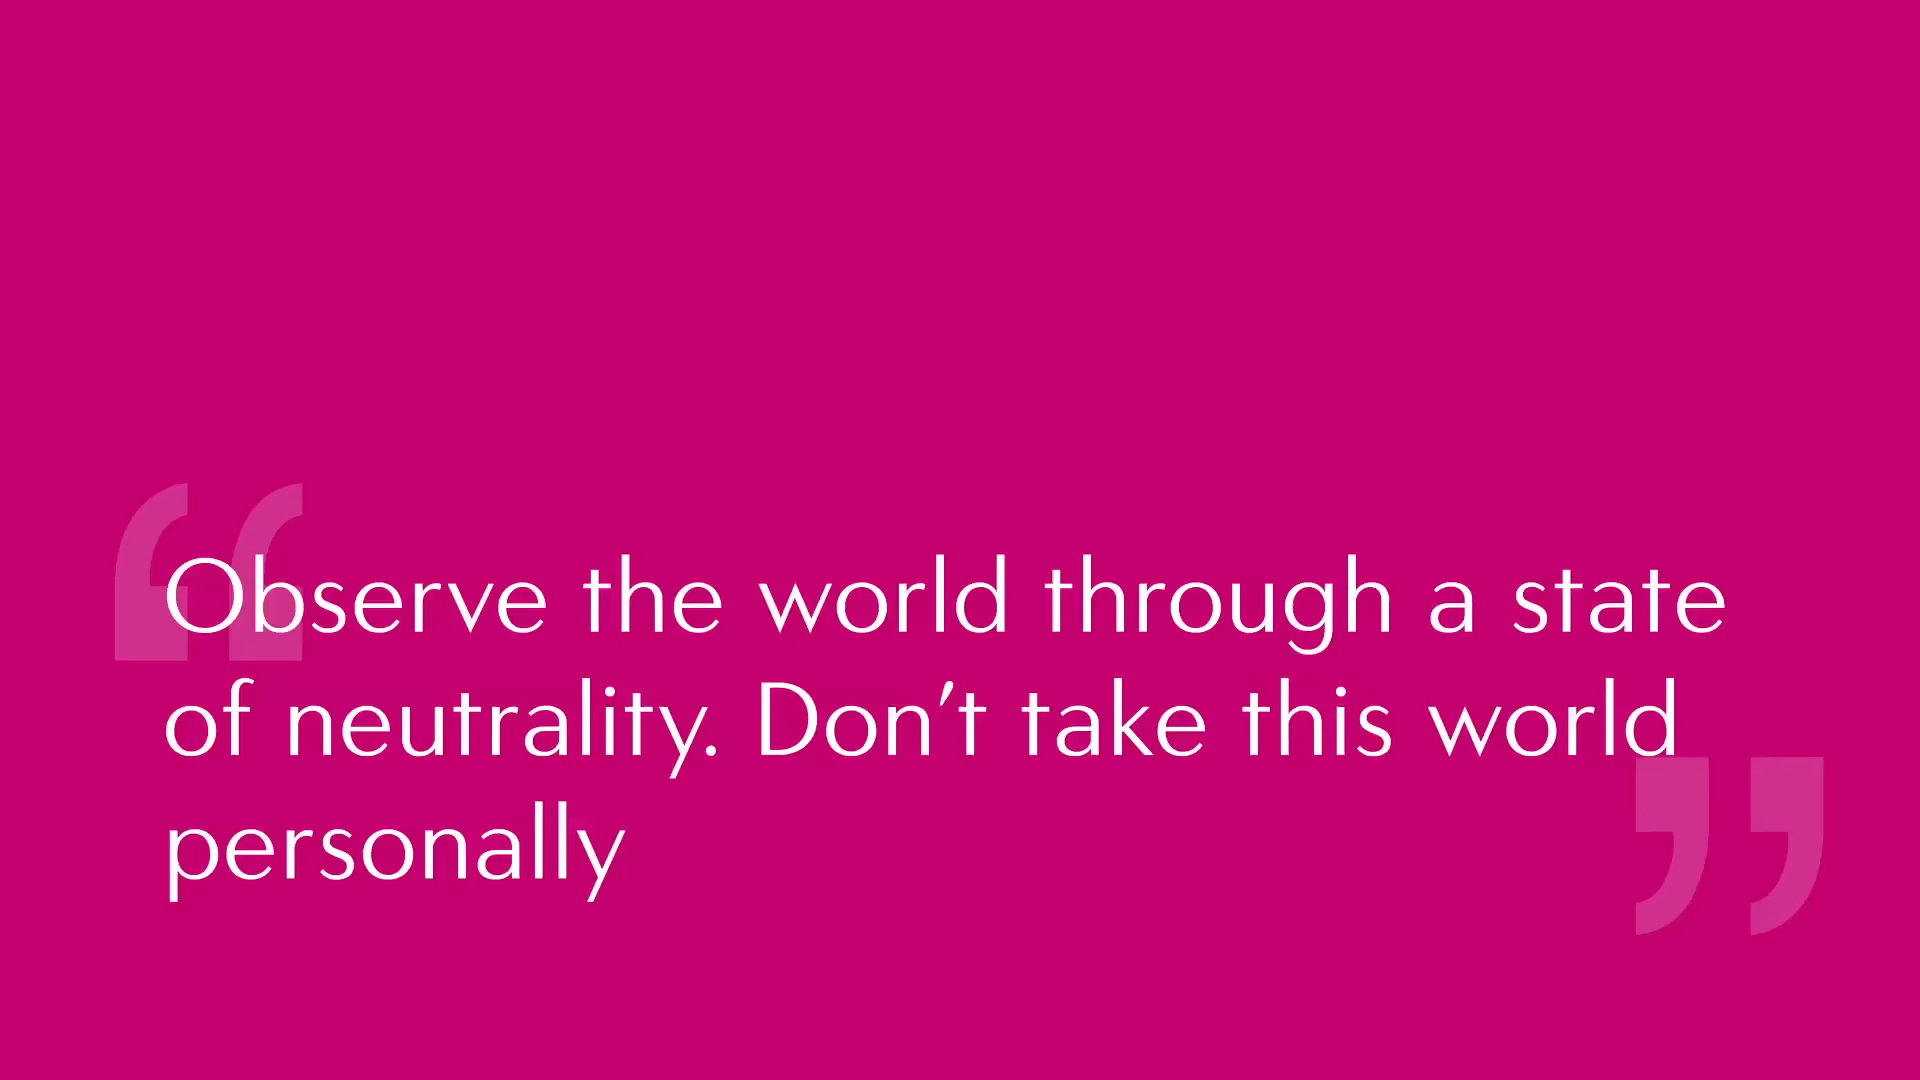 Observe the world through a state
of neutrality. Don’t take this world
personally